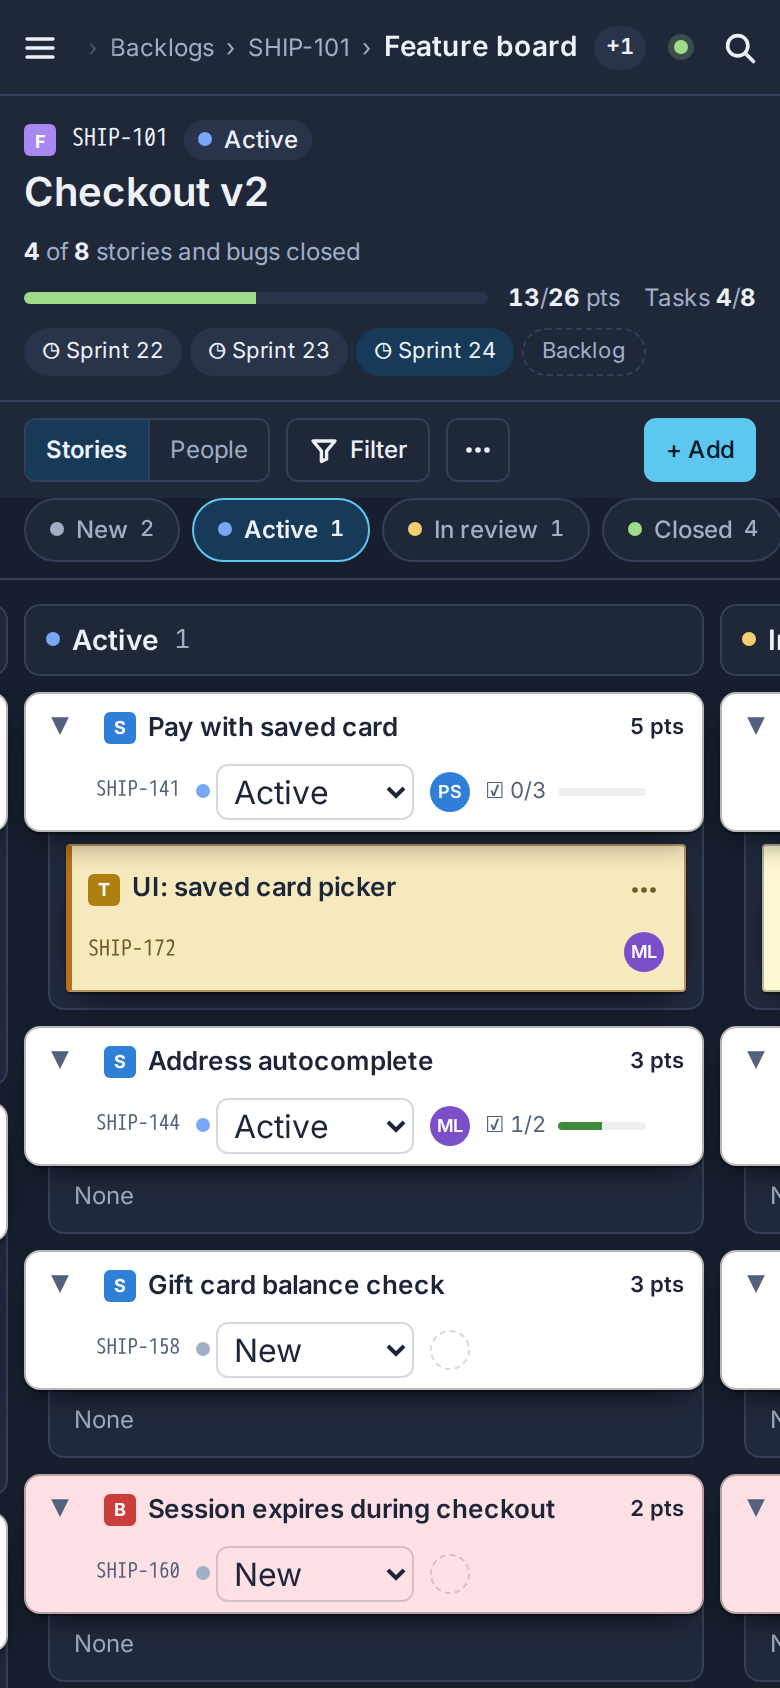 › Backlogs › SHIP-101 › Feature board +1
F SHIP-101 Active
Checkout v2
4 of 8 stories and bugs closed
13/26 pts Tasks 4/8
Sprint 22 Sprint 23 Sprint 24 Backlog
Stories People Filter ••• + Add
New 2 Active 1 In review 1 Closed 4
Active 1
S Pay with saved card 5 pts
SHIP-141 Active PS ☑ 0/3
T UI: saved card picker •••
SHIP-172 ML
S Address autocomplete 3 pts
SHIP-144 Active ML ☑ 1/2
None
S Gift card balance check 3 pts
SHIP-158 New
None
B Session expires during checkout 2 pts
SHIP-160 New
None